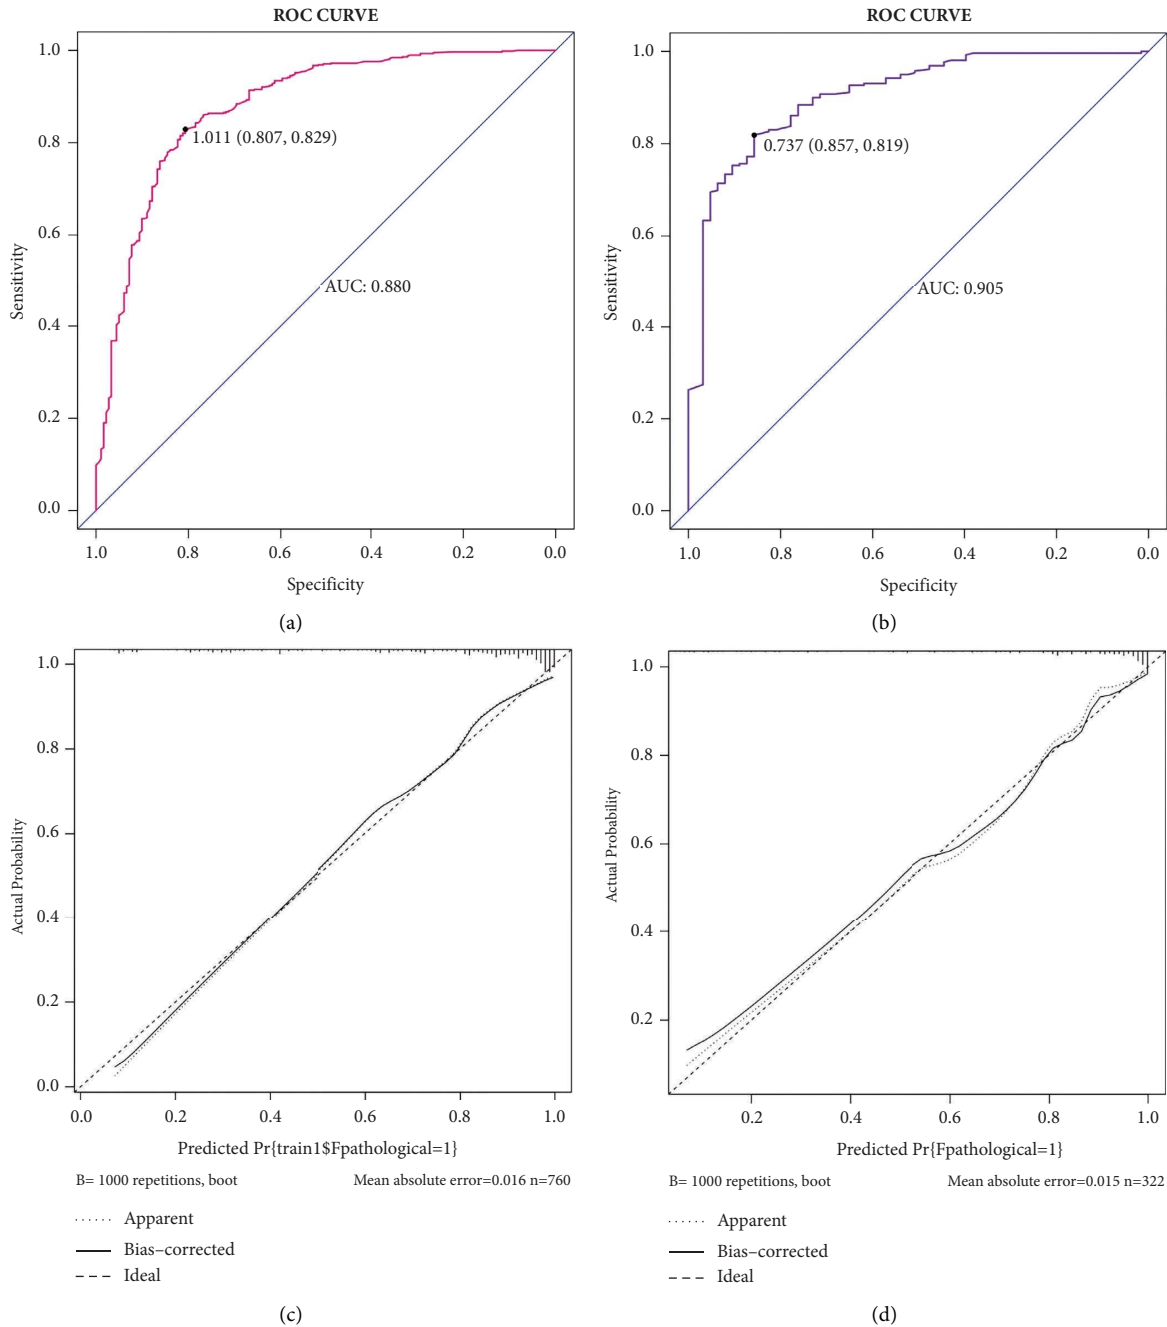 ROC CURVE
1.0
0.8
0.6
0.4
0.2
0.0
Sensitivity
1.011 (0.807, 0.829)
AUC: 0.880
1.0 0.8 0.6 0.4 0.2 0.0
Specificity
(a)
ROC CURVE
1.0
0.8
0.6
0.4
0.2
0.0
Sensitivity
0.737 (0.857, 0.819)
AUC: 0.905
1.0 0.8 0.6 0.4 0.2 0.0
Specificity
(b)
1.0
0.8
0.6
0.4
0.2
0.0
Actual Probability
0.0 0.2 0.4 0.6 0.8 1.0
Predicted Pr{train1$Fpathological=1}
B= 1000 repetitions, boot Mean absolute error=0.016 n=760
Apparent
Bias–corrected
Ideal
(c)
1.0
0.8
0.6
0.4
0.2
Actual Probability
0.2 0.4 0.6 0.8 1.0
Predicted Pr{Fpathological=1}
B= 1000 repetitions, boot Mean absolute error=0.015 n=322
Apparent
Bias–corrected
Ideal
(d)